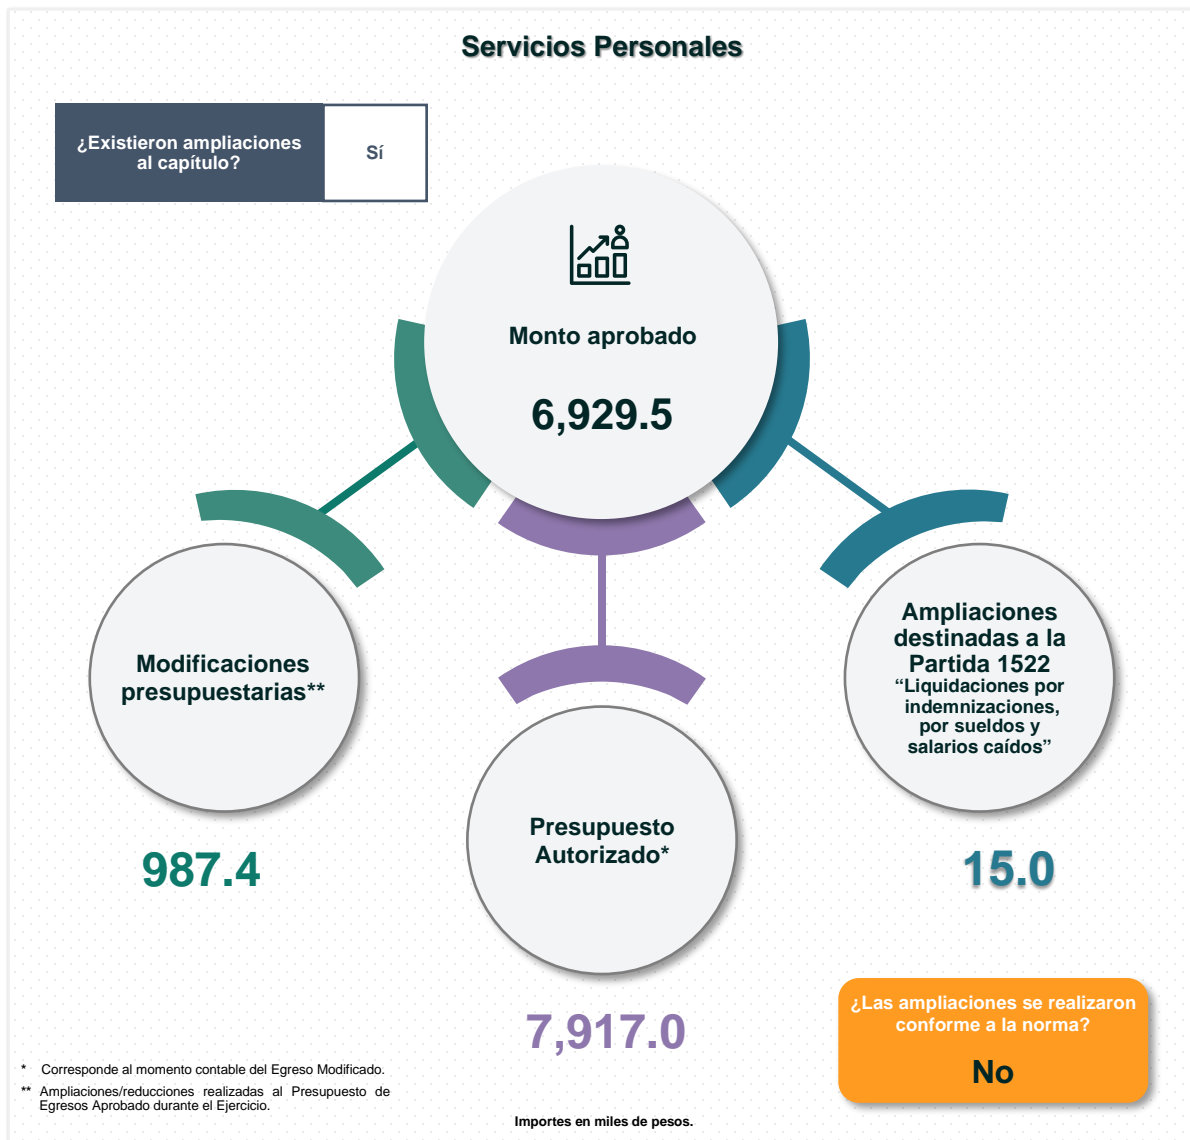 Servicios Personales
¿Existieron ampliaciones
al capítulo?
Sí
Monto aprobado
6,929.5
Modificaciones
presupuestarias**
987.4
Presupuesto
Autorizado*
7,917.0
Ampliaciones
destinadas a la
Partida 1522
“Liquidaciones por
indemnizaciones,
por sueldos y
salarios caídos”
15.0
¿Las ampliaciones se realizaron
conforme a la norma?
No
* Corresponde al momento contable del Egreso Modificado.
** Ampliaciones/reducciones realizadas al Presupuesto de
Egresos Aprobado durante el Ejercicio.
Importes en miles de pesos.